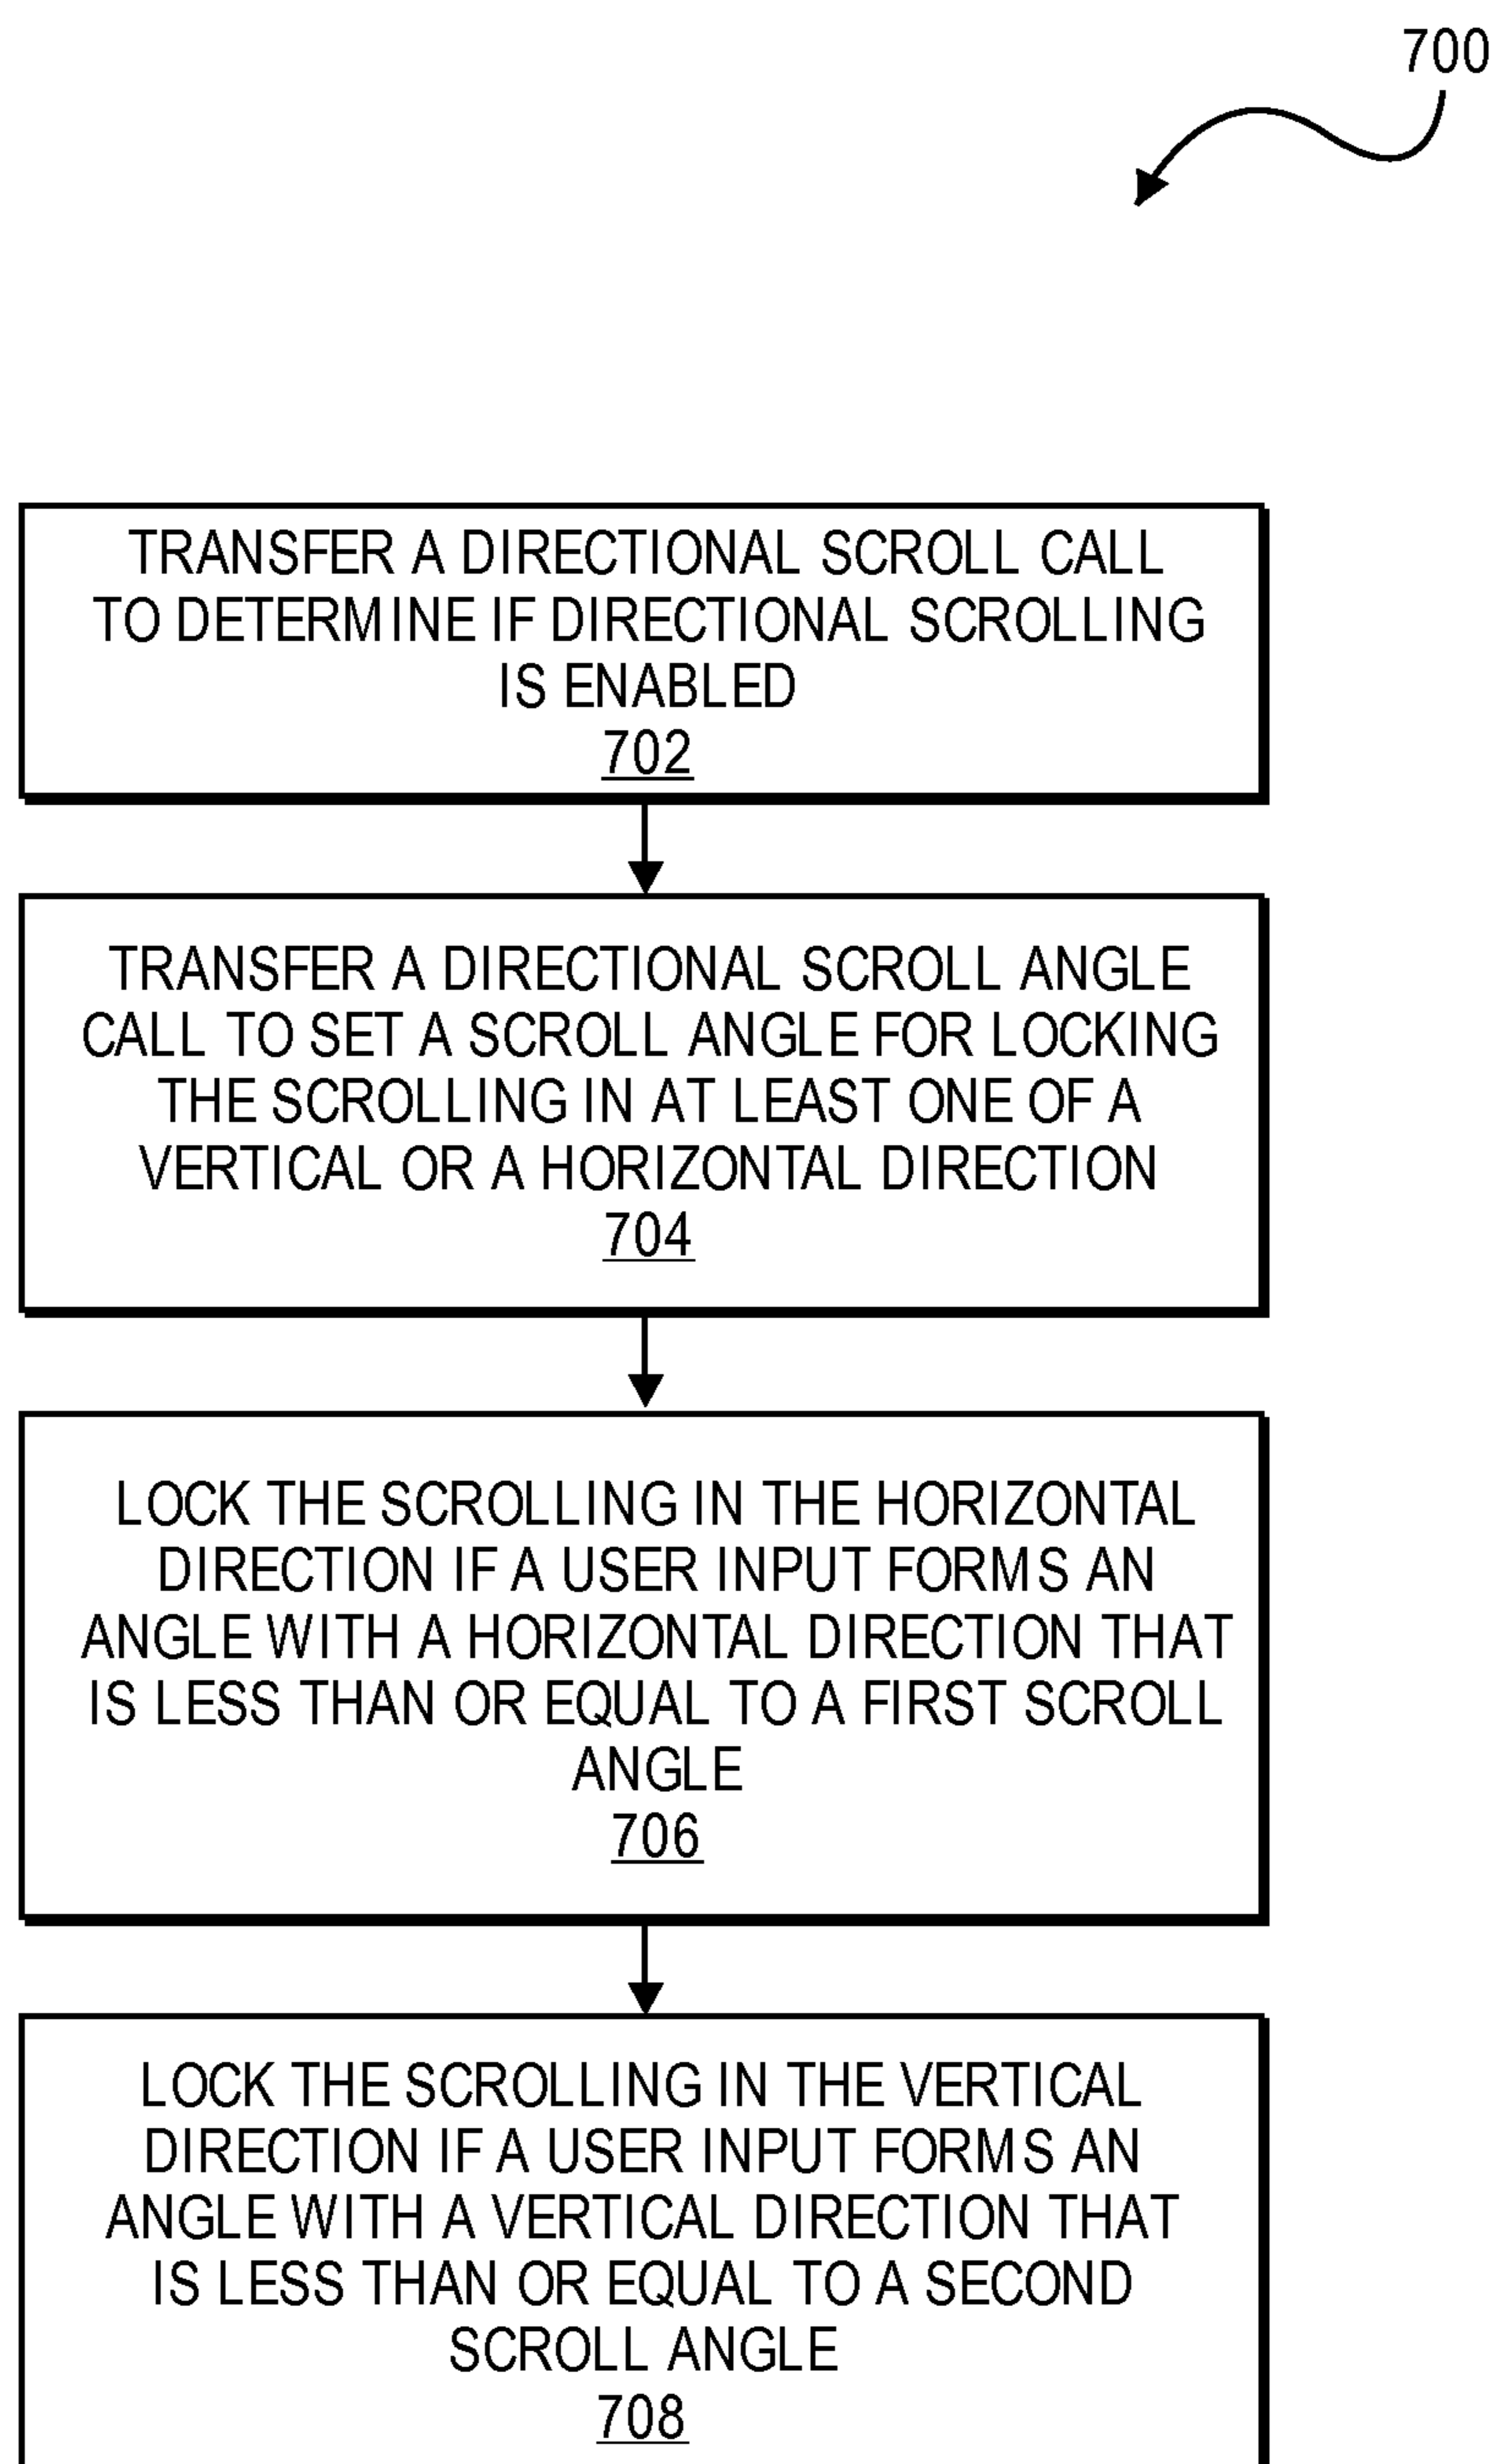 700
TRANSFER A DIRECTIONAL SCROLL CALL
TO DETERMINE IF DIRECTIONAL SCROLLING
IS ENABLED
702
TRANSFER A DIRECTIONAL SCROLL ANGLE
CALL TO SET A SCROLL ANGLE FOR LOCKING
THE SCROLLING IN AT LEAST ONE OF A
VERTICAL OR A HORIZONTAL DIRECTION
704
LOCK THE SCROLLING IN THE HORIZONTAL
DIRECTION IF A USER INPUT FORMS AN
ANGLE WITH A HORIZONTAL DIRECTION THAT
IS LESS THAN OR EQUAL TO A FIRST SCROLL
ANGLE
706
LOCK THE SCROLLING IN THE VERTICAL
DIRECTION IF A USER INPUT FORMS AN
ANGLE WITH A VERTICAL DIRECTION THAT
IS LESS THAN OR EQUAL TO A SECOND
SCROLL ANGLE
708